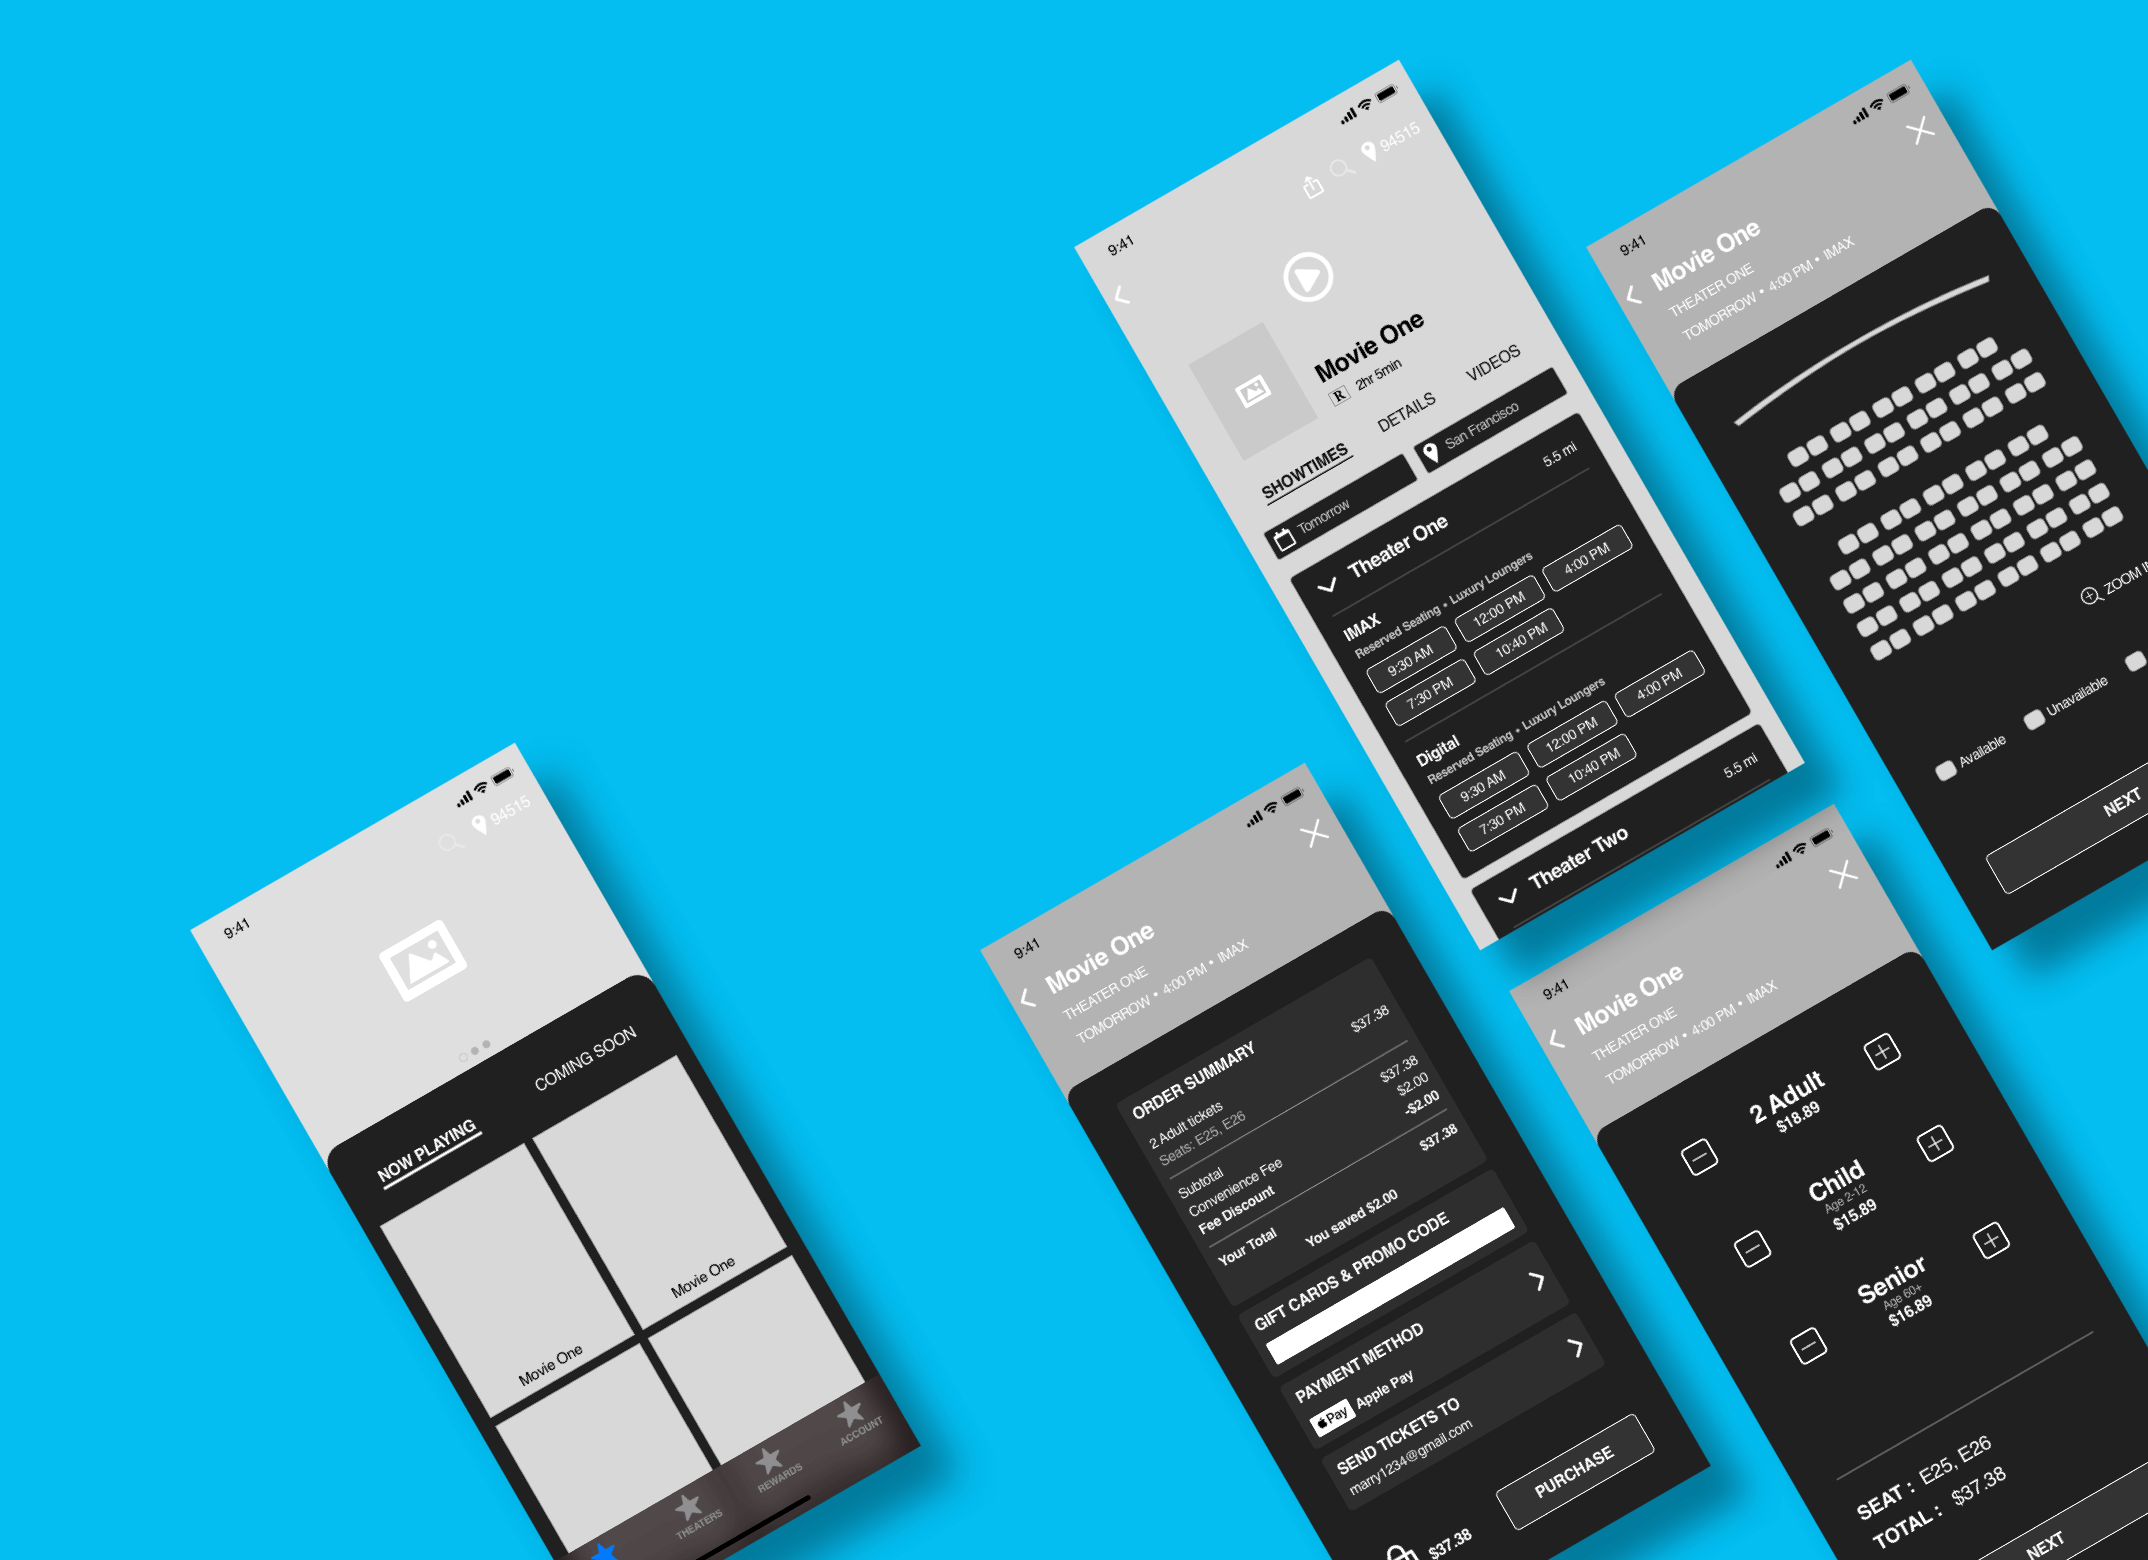 9:41
94515
NOW PLAYING
COMING SOON
Movie One
Movie One
THEATERS
REWARDS
ACCOUNT
9:41
94515
Movie One
R 2hr 5min
SHOWTIMES
DETAILS
VIDEOS
Tomorrow
San Francisco
Theater One
5.5 mi
IMAX
Reserved Seating • Luxury Loungers
9:30 AM
12:00 PM
4:00 PM
7:30 PM
10:40 PM
Digital
Reserved Seating • Luxury Loungers
9:30 AM
12:00 PM
4:00 PM
7:30 PM
10:40 PM
Theater Two
5.5 mi
9:41
Movie One
THEATER ONE
TOMORROW • 4:00 PM • IMAX
ZOOM
Available
Unavailable
NEXT
9:41
Movie One
THEATER ONE
TOMORROW • 4:00 PM • IMAX
ORDER SUMMARY
$37.38
2 Adult tickets
Seats: E25, E26
Subtotal
$37.38
Convenience Fee
$2.00
Fee Discount
-$2.00
Your Total
$37.38
You saved $2.00
GIFT CARDS & PROMO CODE
PAYMENT METHOD
Pay Apple Pay
SEND TICKETS TO
marry1234@gmail.com
$37.38
PURCHASE
9:41
Movie One
THEATER ONE
TOMORROW • 4:00 PM • IMAX
2 Adult
$18.89
Child
Age 2-12
$15.89
Senior
Age 60+
$16.89
SEAT : E25, E26
TOTAL : $37.38
NEXT